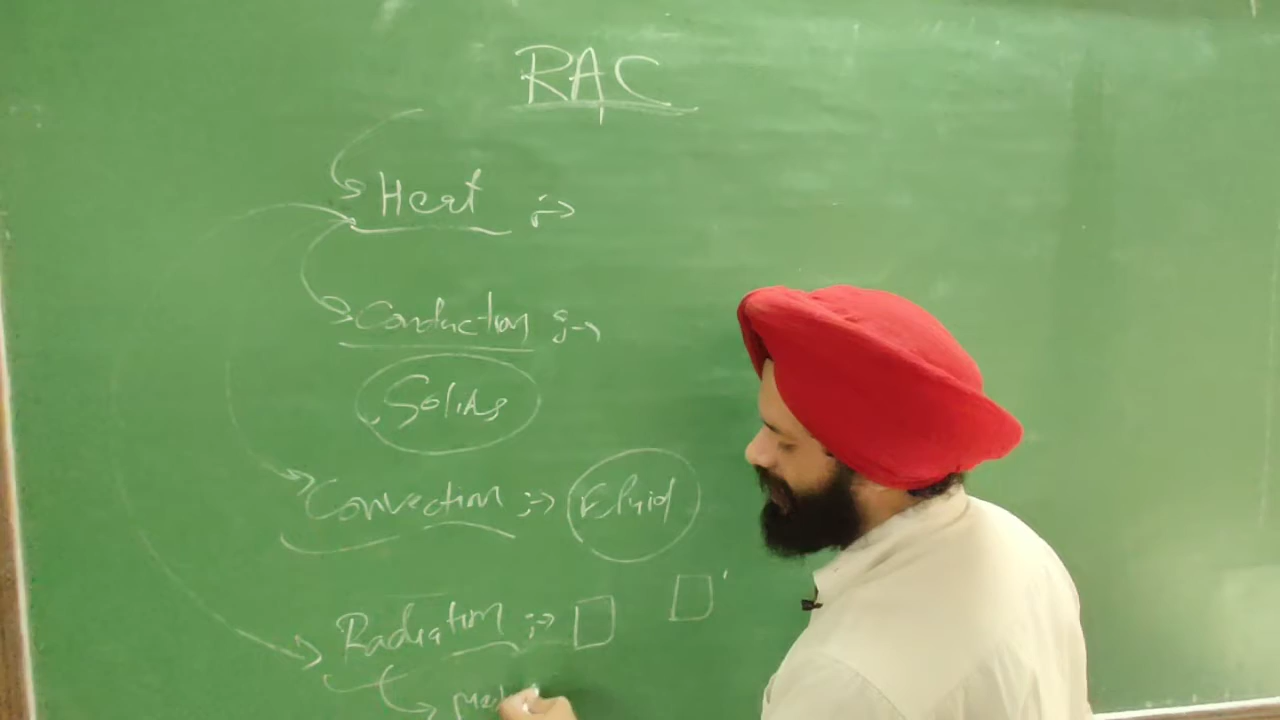 RAC
Heat :→
Conduction :→
Solids
Convection :→ Fluid
Radiation :→